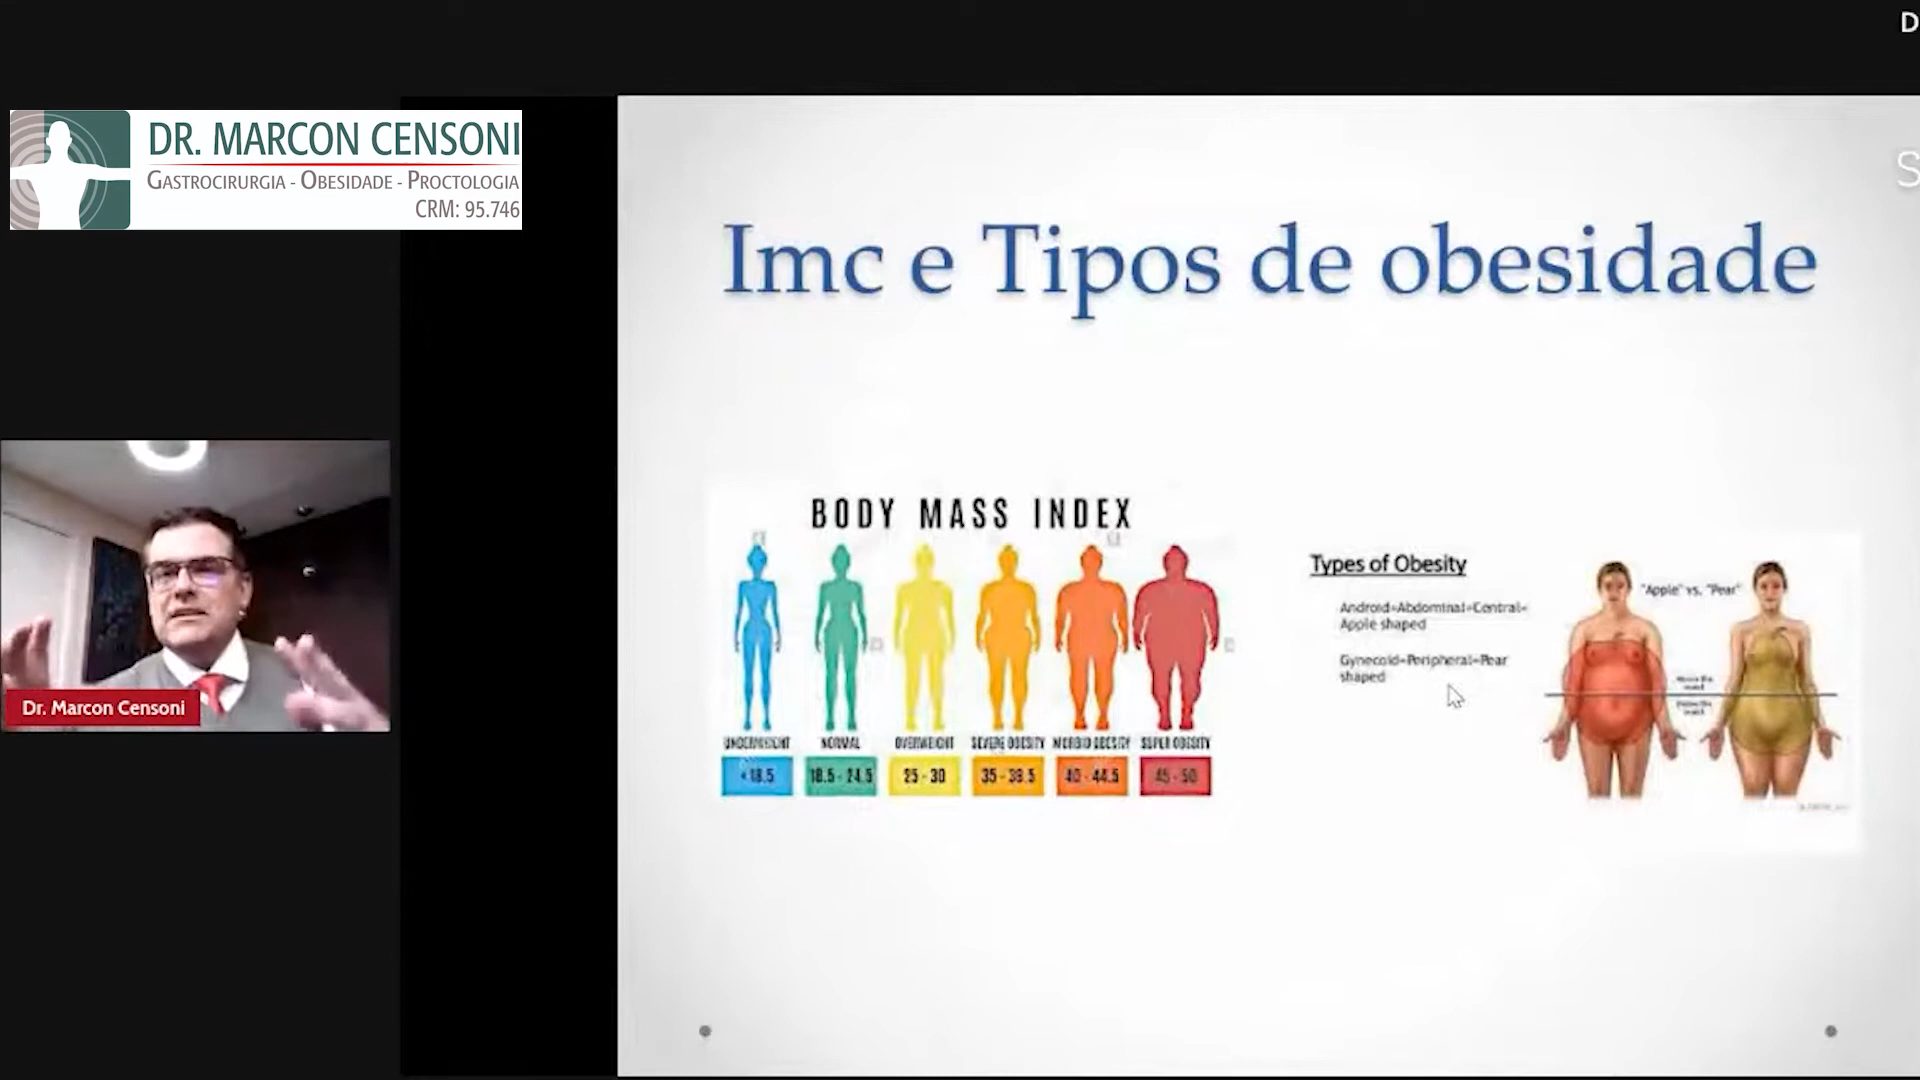 D
DR. MARCON CENSONI
GASTROCIRURGIA - OBESIDADE - PROCTOLOGIA
CRM: 95.746
S
Imc e Tipos de obesidade
BODY MASS INDEX
UNDERWEIGHT NORMAL OVERWEIGHT SEVERE OBESITY MORBID OBESITY SUPER OBESITY
<18.5 18.5 - 24.5 25 - 30 35 - 39.5 40 - 44.5 45 - 50
Types of Obesity
Android=Abdominal=Central=
Apple shaped
Gynecoid=Peripheral=Pear
shaped
"Apple" vs. "Pear"
Dr. Marcon Censoni